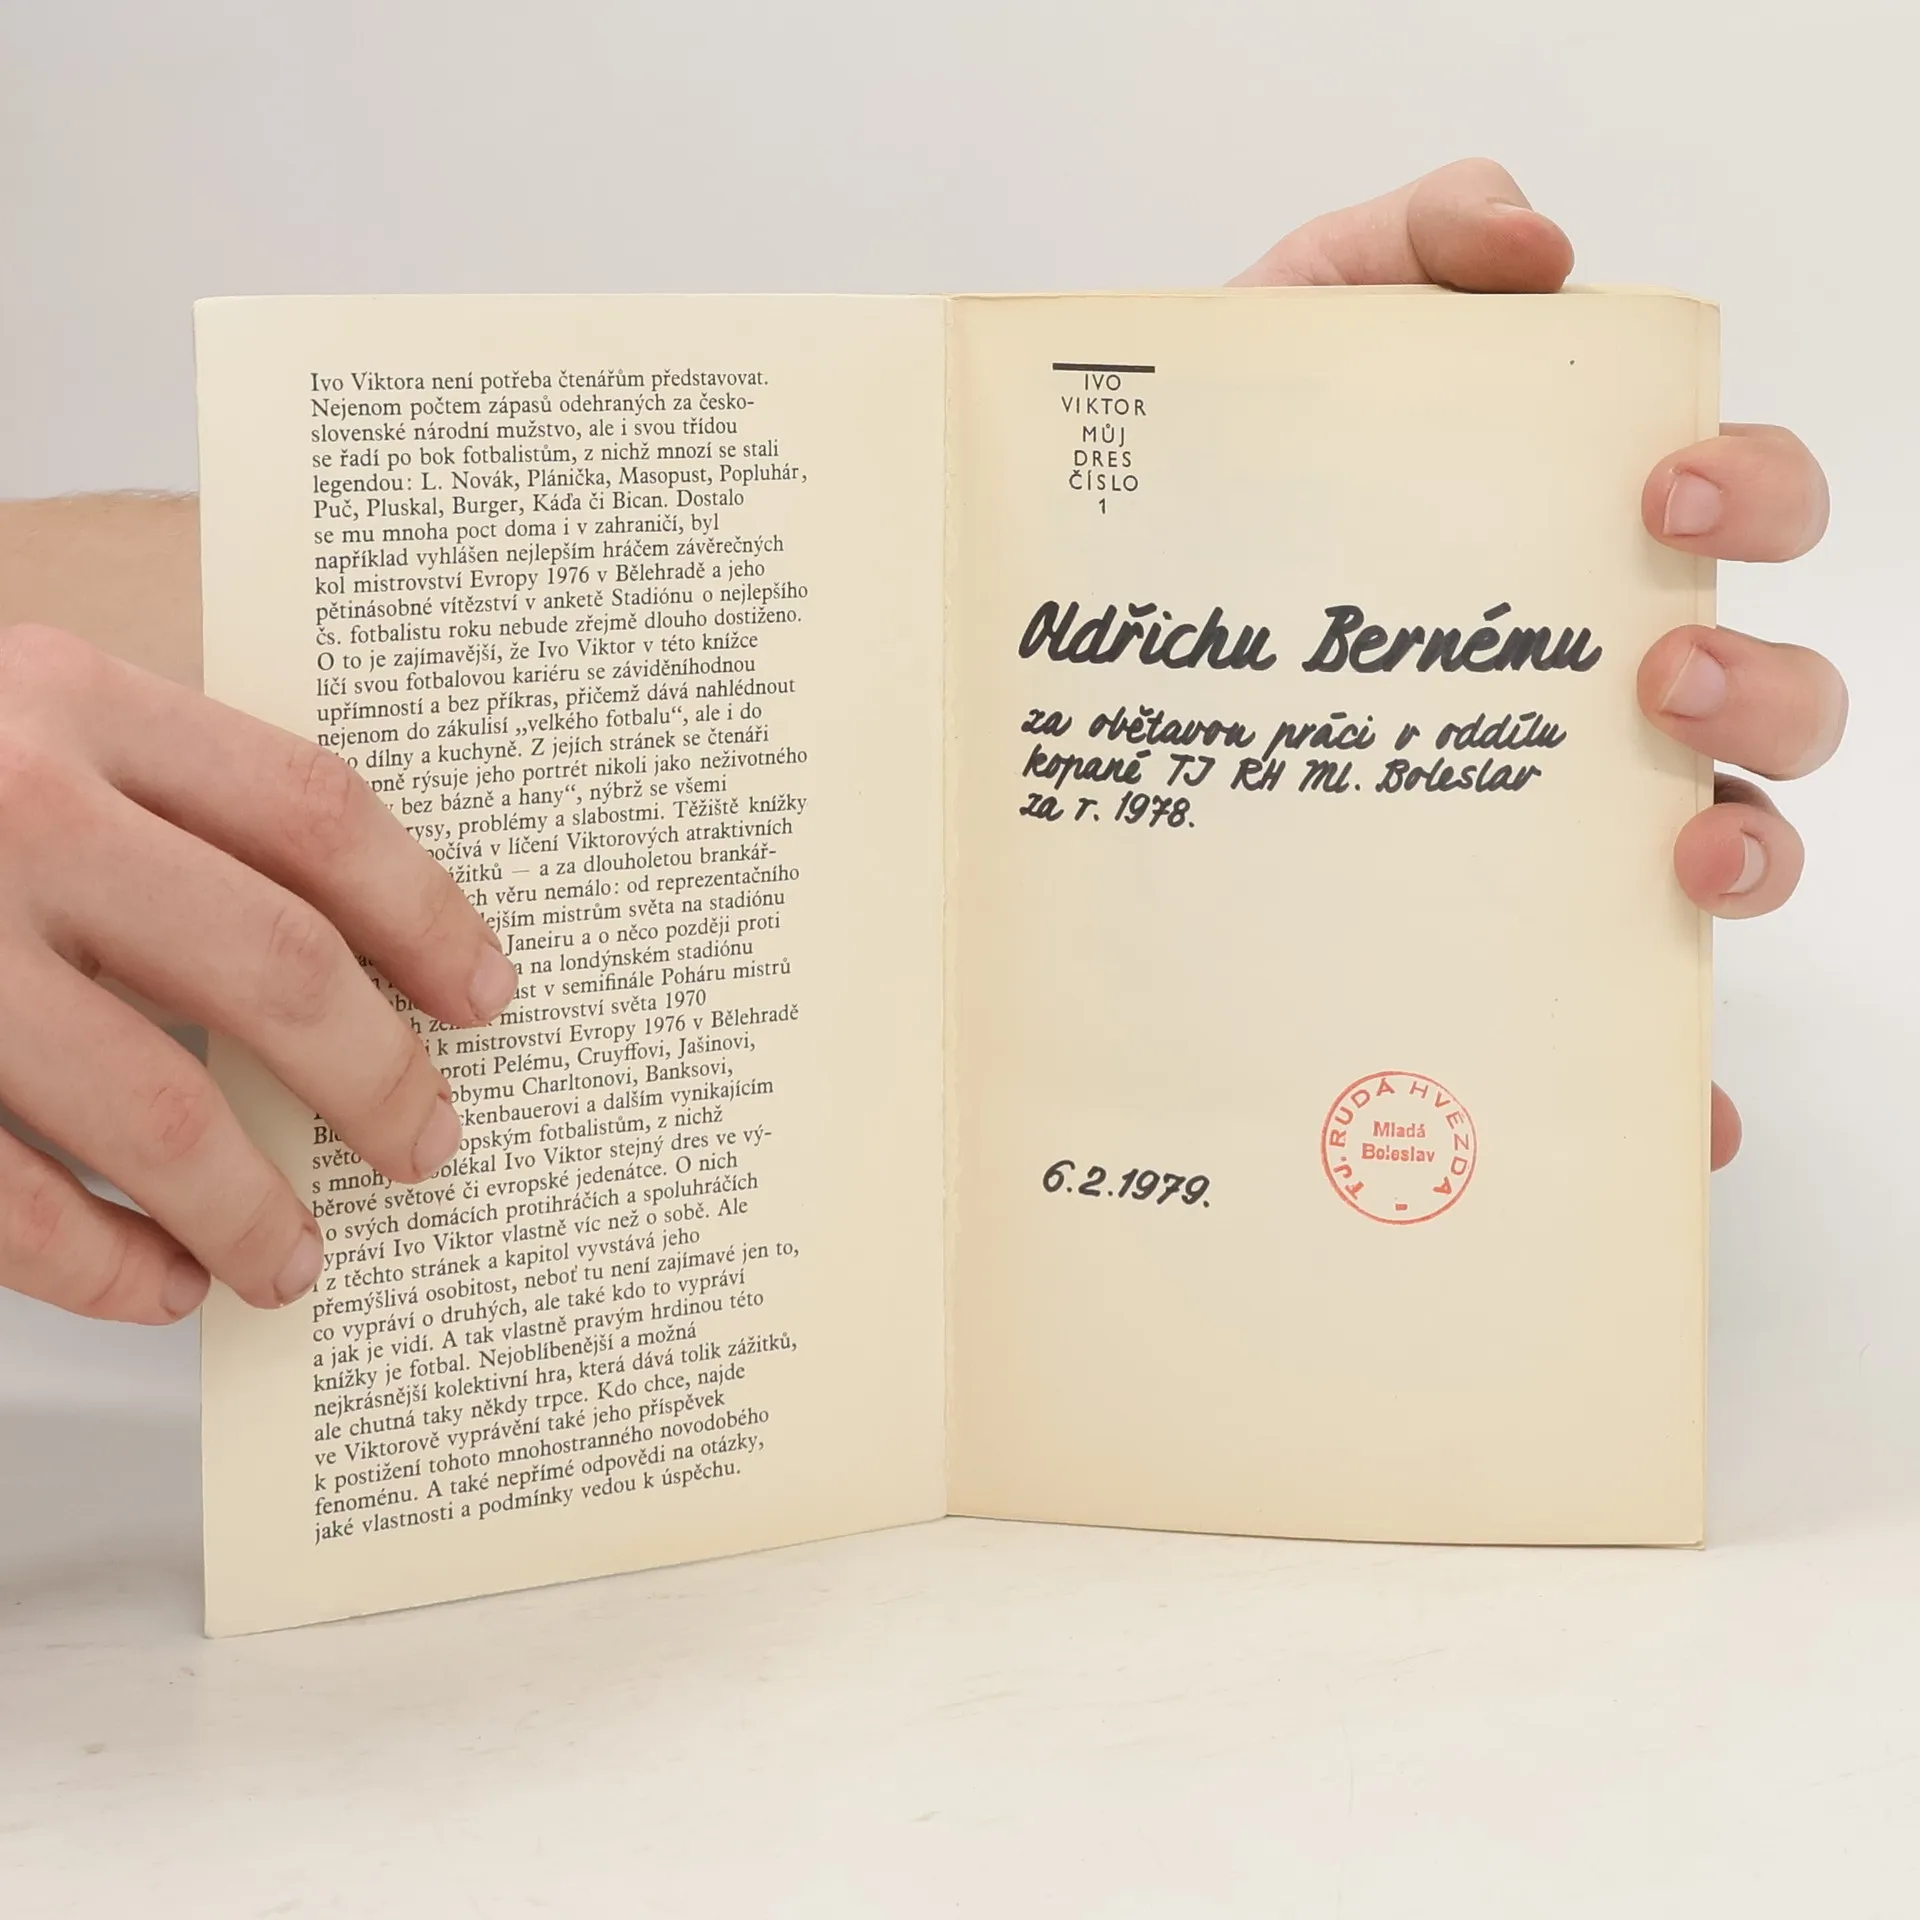 Ivo Viktora není potřeba čtenářům představovat.
Nejenom počtem zápasů odehraných za česko-
slovenské národní mužstvo, ale i svou třídou
se řadí po bok fotbalistům, z nichž mnozí se stali
legendou: L. Novák, Plánička, Masopust, Popluhár,
Puč, Pluskal, Burger, Káďa či Bican. Dostalo
se mu mnoha poct doma i v zahraničí, byl
například vyhlášen nejlepším hráčem závěrečných
kol mistrovství Evropy 1976 v Bělehradě a jeho
pětinásobné vítězství v anketě Stadiónu o nejlepšího
čs. fotbalistu roku nebude zřejmě dlouho dostiženo.
O to je zajímavější, že Ivo Viktor v této knížce
líčí svou fotbalovou kariéru se záviděníhodnou
upřímností a bez příkras, přičemž dává nahlédnout
nejenom do zákulisí „velkého fotbalu“, ale i do
dílny a kuchyně. Z jejích stránek se čtenáři
rýsuje jeho portrét nikoli jako neživotného
bez bázně a hany“, nýbrž se všemi
rysy, problémy a slabostmi. Těžiště knížky
v líčení Viktorových atraktivních
— a za dlouholetou brankář-
věru nemálo: od reprezentačního
mistrům světa na stadiónu
Janeiru a o něco později proti
na londýnském stadiónu
v semifinále Poháru mistrů
mistrovství světa 1970
k mistrovství Evropy 1976 v Bělehradě
proti Pelému, Cruyffovi, Jašinovi,
Charltonovi, Banksovi,
a dalším vynikajícím
fotbalistům, z nichž
s Ivo Viktor stejný dres ve vý-
běrové světové či evropské jedenátce. O nich
o svých domácích protihráčích a spoluhráčích
Ivo Viktor vlastně víc než o sobě. Ale
i z těchto stránek a kapitol vyvstává jeho
přemýšlivá osobitost, neboť tu není zajímavé jen to,
co vypráví o druhých, ale také kdo to vypráví
a jak je vidí. A tak vlastně pravým hrdinou této
knížky je fotbal. Nejoblíbenější a možná
nejkrásnější kolektivní hra, která dává tolik zážitků,
ale chutná taky někdy trpce. Kdo chce, najde
ve Viktorově vyprávění také jeho příspěvek
k postižení tohoto mnohostranného novodobého
fenoménu. A také nepřímé odpovědi na otázky,
jaké vlastnosti a podmínky vedou k úspěchu.
IVO
VIKTOR
MŮJ
DRES
ČÍSLO
1
Oldřichu Bernému
za obětavou práci v oddílu
kopané TJ RH Ml. Boleslav
za r. 1978.
6.2.1979.
TJ. RUDÁ HVĚZDA
Mladá
Boleslav